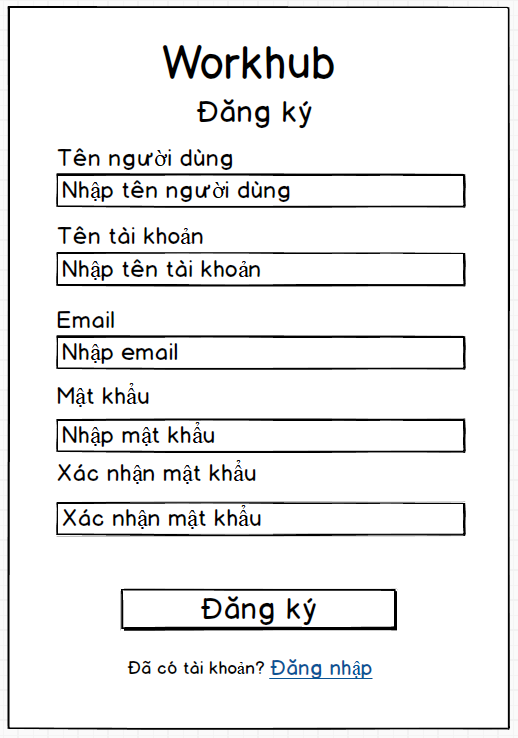 Workhub
Đăng ký
Tên người dùng
Nhập tên người dùng
Tên tài khoản
Nhập tên tài khoản
Email
Nhập email
Mật khẩu
Nhập mật khẩu
Xác nhận mật khẩu
Xác nhận mật khẩu
Đăng ký
Đã có tài khoản? Đăng nhập